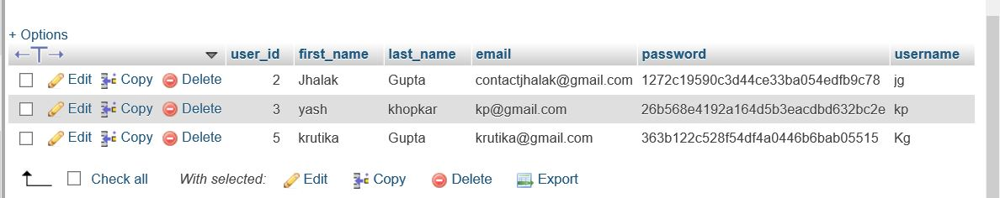 + Options
user_id first_name last_name email password username
Edit Copy Delete 2 Jhalak Gupta contactjhalak@gmail.com 1272c19590c3d44ce33ba054edfb9c78 jg
Edit Copy Delete 3 yash khopkar kp@gmail.com 26b568e4192a164d5b3eacdbd632bc2e kp
Edit Copy Delete 5 krutika Gupta krutika@gmail.com 363b122c528f54df4a0446b6bab05515 Kg
Check all With selected: Edit Copy Delete Export